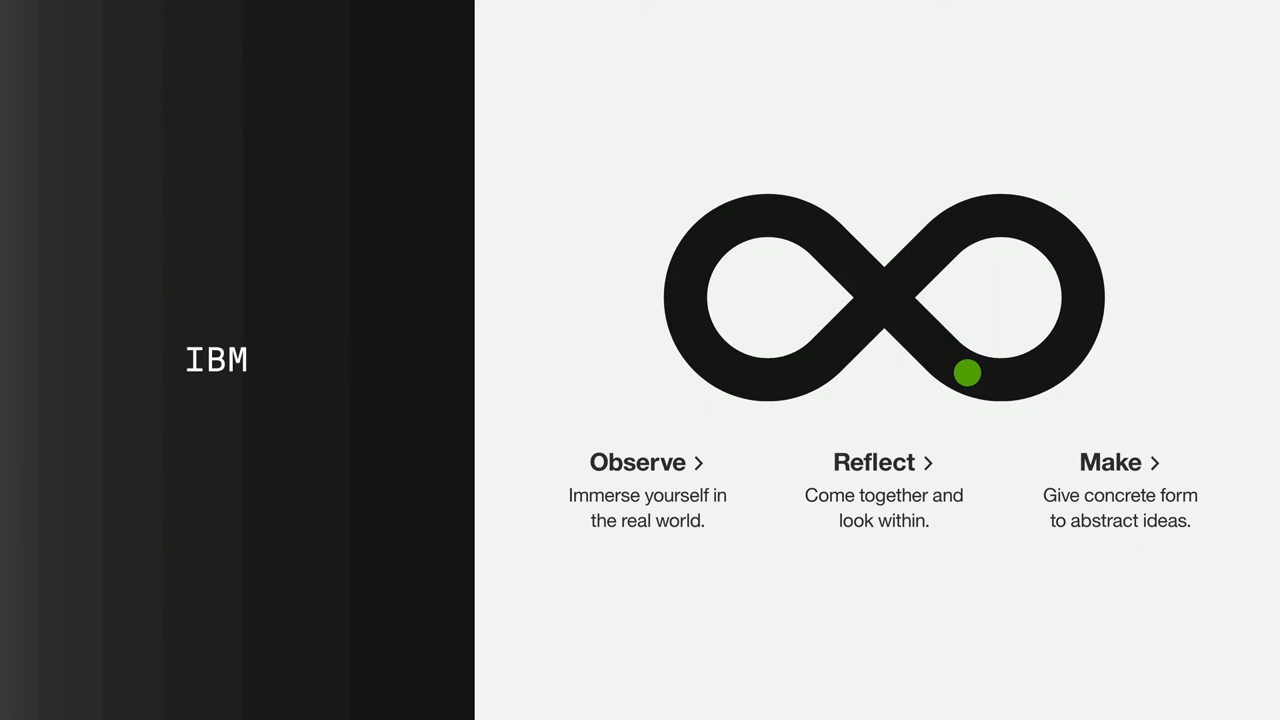 IBM
Observe >
Immerse yourself in
the real world.
Reflect >
Come together and
look within.
Make >
Give concrete form
to abstract ideas.